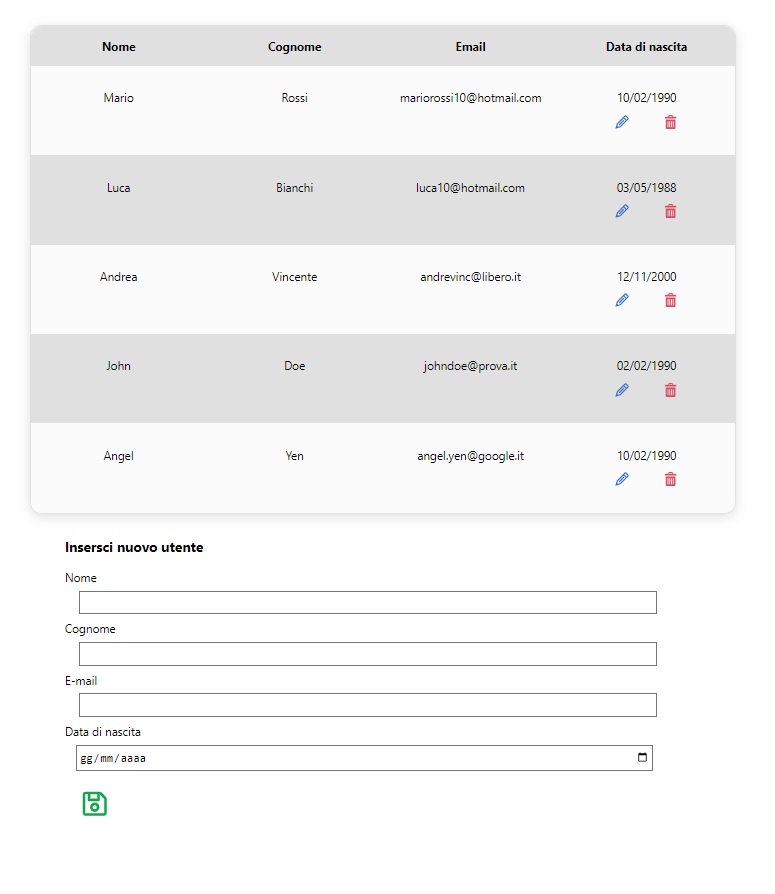 Nome Cognome Email Data di nascita
Mario Rossi mariorossi10@hotmail.com 10/02/1990
Luca Bianchi luca10@hotmail.com 03/05/1988
Andrea Vincente andrevinc@libero.it 12/11/2000
John Doe johndoe@prova.it 02/02/1990
Angel Yen angel.yen@google.it 10/02/1990
Inersci nuovo utente
Nome
Cognome
E-mail
Data di nascita
gg/mm/aaaa